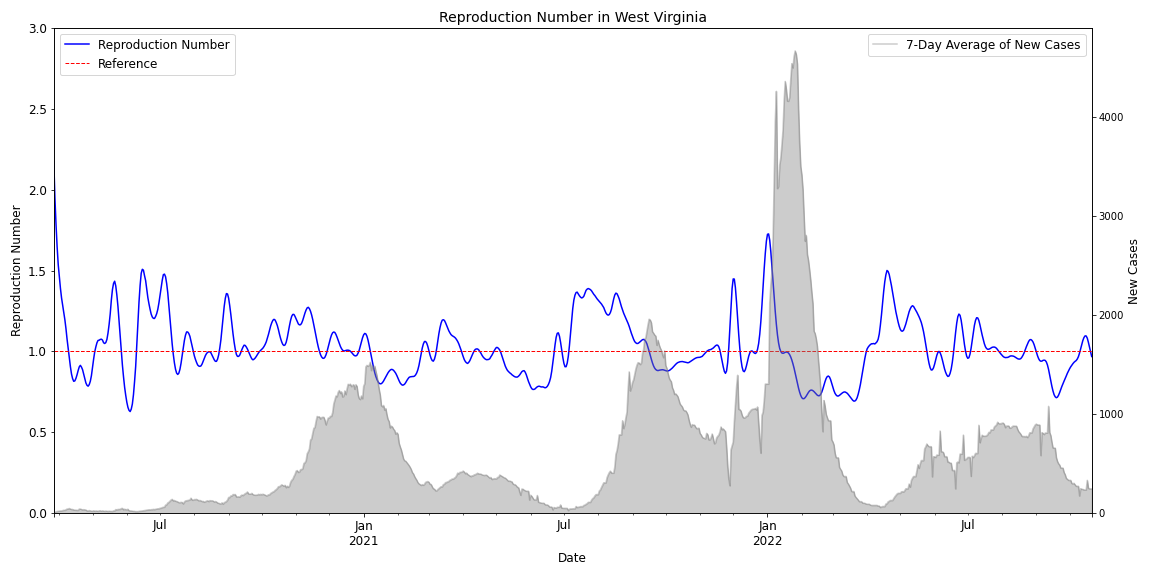 Reproduction Number in West Virginia
Reproduction Number
Reference
7-Day Average of New Cases
3.0
2.5
2.0
1.5
1.0
0.5
0.0
Reproduction Number
4000
3000
2000
1000
0
New Cases
Jul
Jan
2021
Jul
Jan
2022
Jul
Date